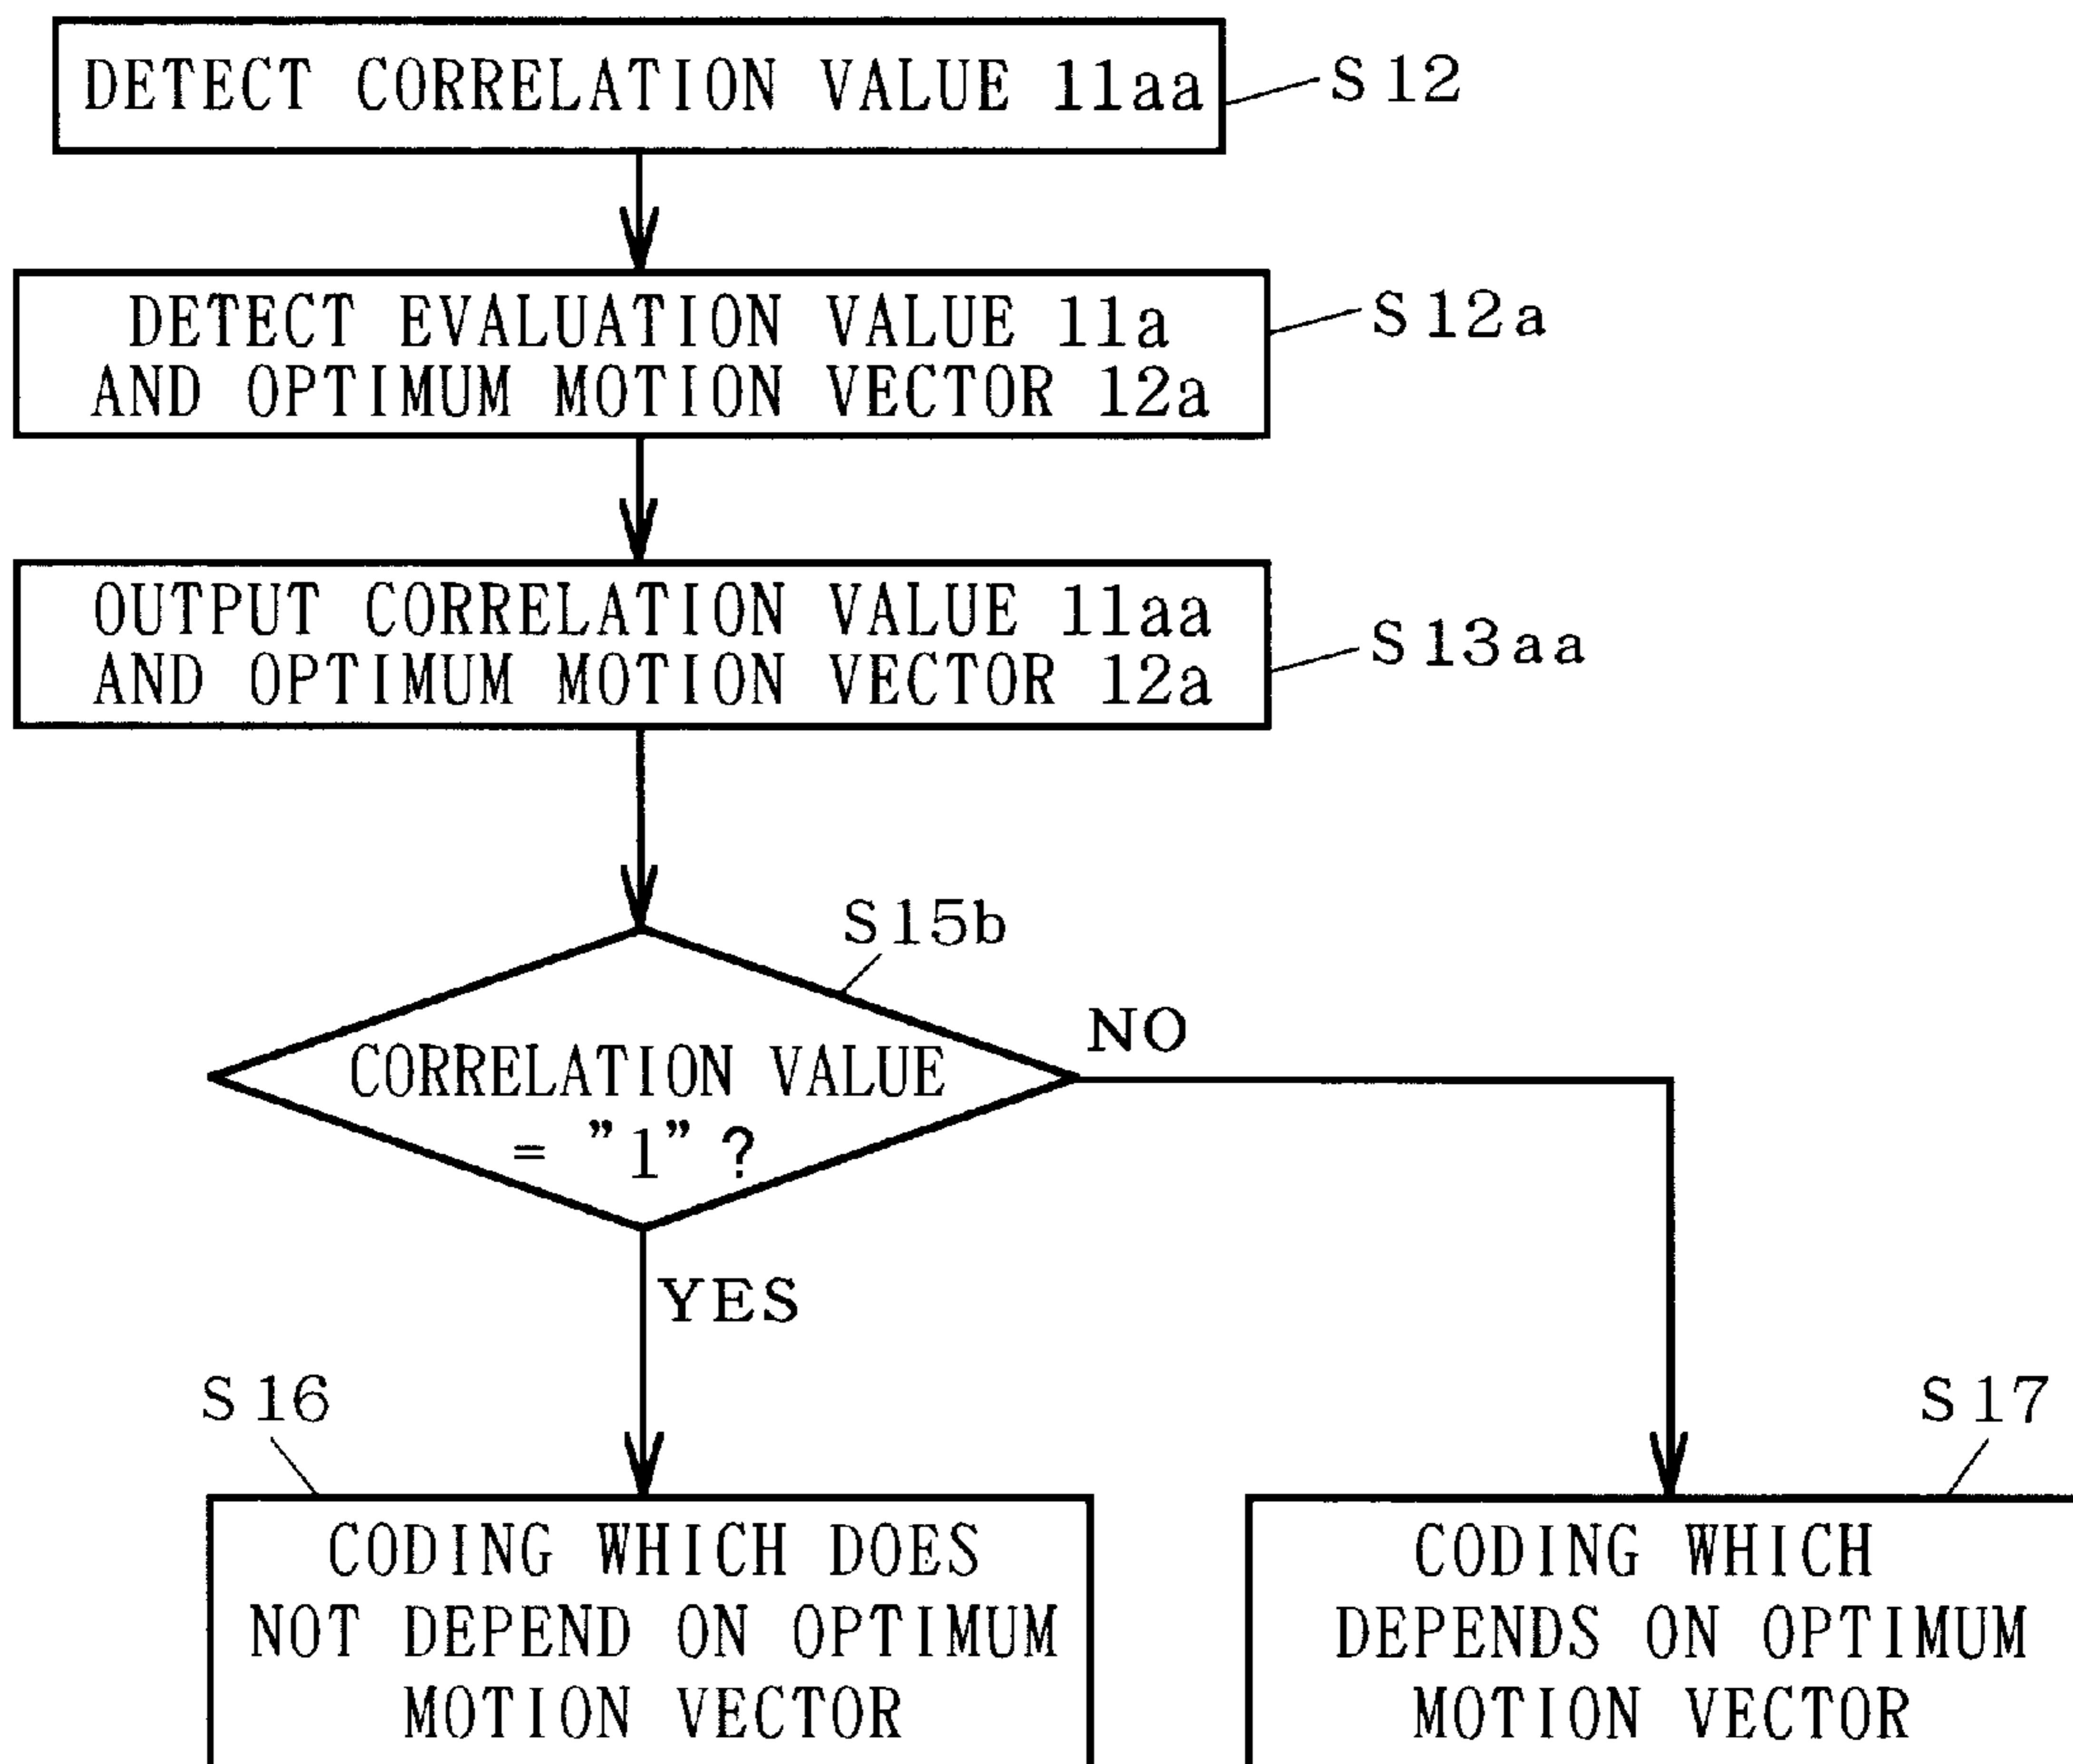 DETECT CORRELATION VALUE 11aa
S12
DETECT EVALUATION VALUE 11a
AND OPTIMUM MOTION VECTOR 12a
S12a
OUTPUT CORRELATION VALUE 11aa
AND OPTIMUM MOTION VECTOR 12a
S13aa
S15b
CORRELATION VALUE
= "1" ?
NO
YES
S16
CODING WHICH DOES
NOT DEPEND ON OPTIMUM
MOTION VECTOR
S17
CODING WHICH
DEPENDS ON OPTIMUM
MOTION VECTOR